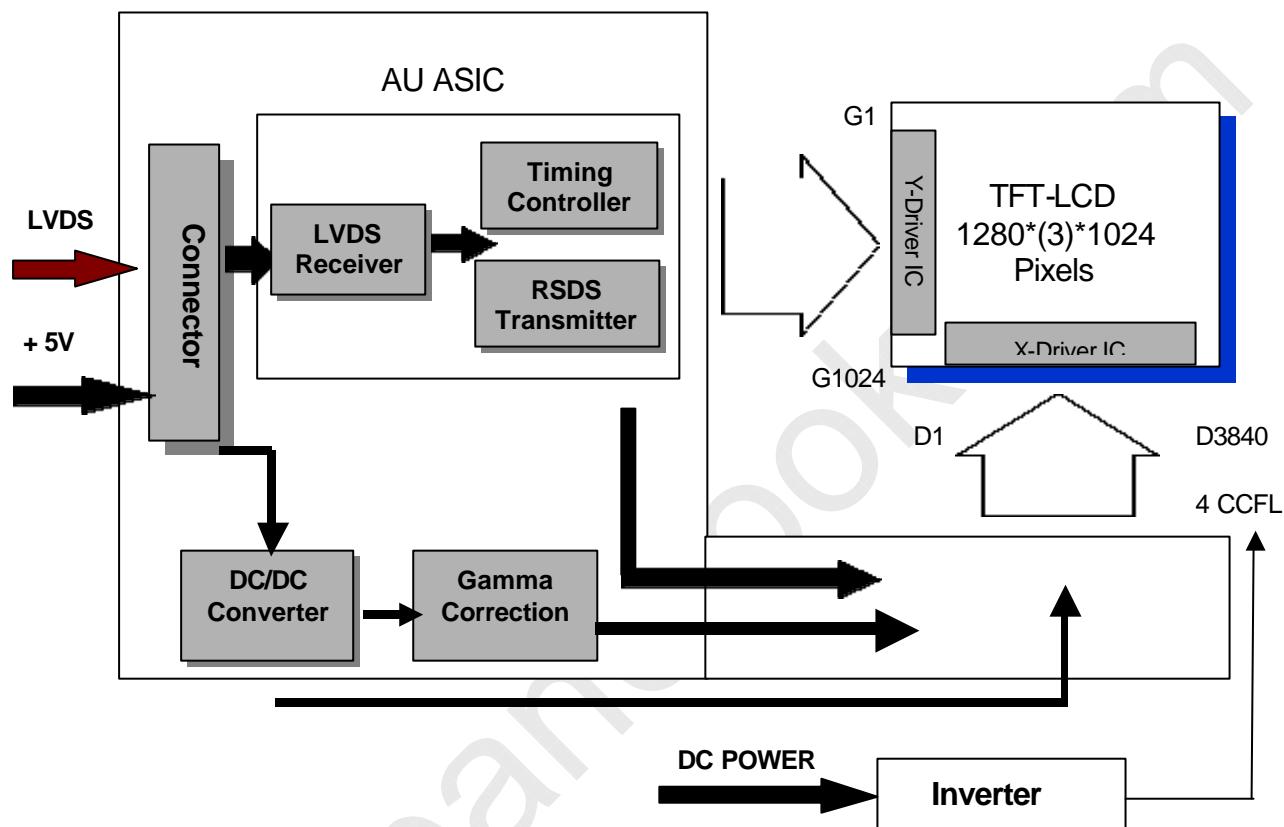 AU ASIC
G1
Timing
Controller
Y-Driver IC
TFT-LCD
1280*(3)*1024
Pixels
LVDS
Connector
LVDS
Receiver
RSDS
Transmitter
+ 5V
X-Driver IC
G1024
D1
D3840
4 CCFL
DC/DC
Converter
Gamma
Correction
DC POWER
Inverter